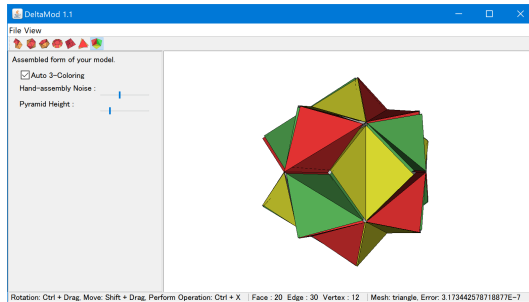 DeltaMod 1.1
File View
Assembled form of your model.
Auto 3-Coloring
Hand-assembly Noise :
Pyramid Height :
Rotation: Ctrl + Drag, Move: Shift + Drag, Perform Operation: Ctrl + X Face : 20 Edge : 30 Vertex : 12 Mesh: triangle, Error: 3.173442578718877E-7